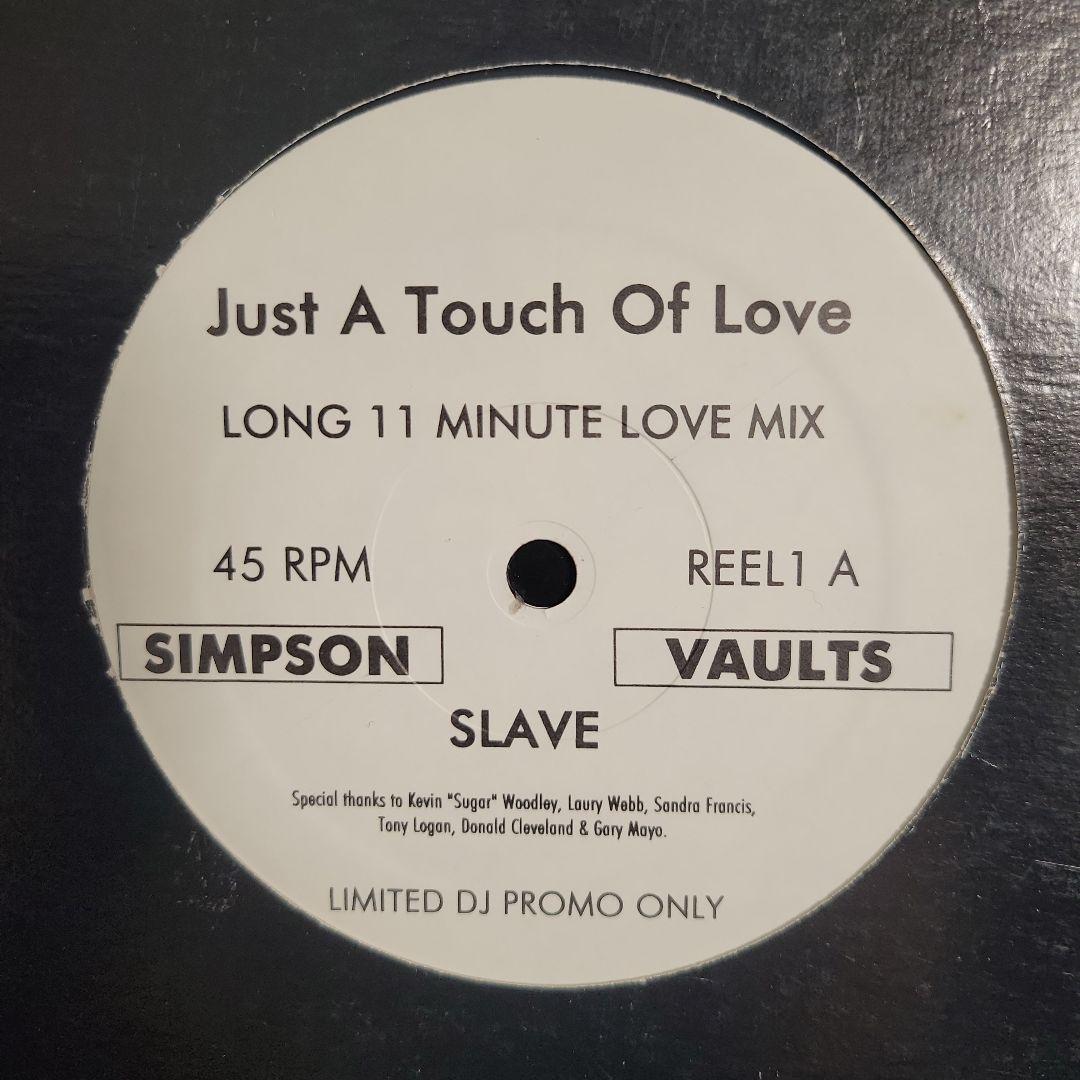 Just A Touch Of Love
LONG 11 MINUTE LOVE MIX
45 RPM
REEL1 A
SIMPSON
VAULTS
SLAVE
Special thanks to Kevin "Sugar" Woodley, Laury Webb, Sandra Francis,
Tony Logan, Donald Cleveland & Gary Mayo.
LIMITED DJ PROMO ONLY